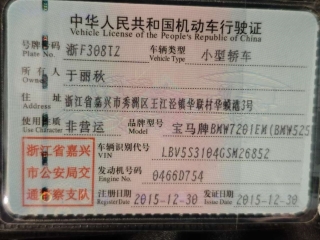 中华人民共和国机动车行驶证
Vehicle License of the People's Republic of China
号牌号码 浙F308TZ 车辆类型 小型轿车
Plate No. Vehicle Type
所有人 于丽秋
Owner
住址 浙江省嘉兴市秀洲区王江泾镇华联村华蠔港3号
使用性质 非营运 品牌型号 宝马牌BMW7201EM(BMW525
Use Character
浙江省嘉兴 车辆识别代号 LBV5S3104GSM26852
VIN
市公安局交 发动机号码 0466D754
Engine No.
通警察支队 注册日期 2015-12-30 发证日期 2015-12-30
Register Date Issue Date